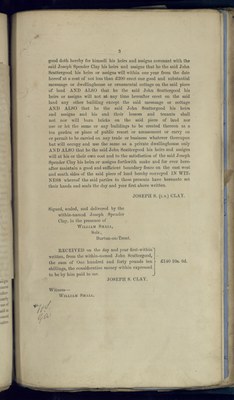 3
good doth hereby for himself his heirs and assigns covenant with the
said Joseph Spender Clay his heirs and assigns that he the said John
Smthergood his heirs or assigns will within one year from the date
hereof at a cost of not less than £300 erect one good and substantial
messuage or dwellinghouse or ornamental cottage on the said piece
of land AND ALSO that he the said John Smthergood his
heirs or assigns will not at any time hereafter erect on the said
land any other building except the said messuage or cottage
AND ALSO that he the said John Smthergood his heirs
and assigns his and their lessees and tenants shall
not nor will burn bricks on the said piece of land nor
use or let the same or any buildings to be erected thereon as a
tea garden or place of public resort or amusement or carry on
or permit to be carried on any trade or business whatever thereupon
but will occupy and use the same as a private dwellinghouse only
AND ALSO that he the said John Smthergood his heirs and assigns
will at his or their own cost and to the satisfaction of the said Joseph
Spender Clay his heirs or assigns forthwith make and for ever here-
after maintain a good and efficient boundary fence on the west
and south sides of the said piece of land hereby conveyed IN WIT-
NESS whereof the said parties to these presents have hereunto set
their hands and seals the day and year first above written.
JOSEPH S. (L.S.) CLAY.
Signed, sealed, and delivered by the
within-named Joseph Spender
Clay, in the presence of
WILLIAM SMALL,
Solr.,
Burton-on-Trent.
RECEIVED on the day and year first within
written, from the within-named John Smthergood,
the sum of One hundred and forty pounds ten
shillings, the consideration money within expressed
to be by him paid to me
£140 10s. 0d.
JOSEPH S. CLAY.
Witness—
WILLIAM SMALL.